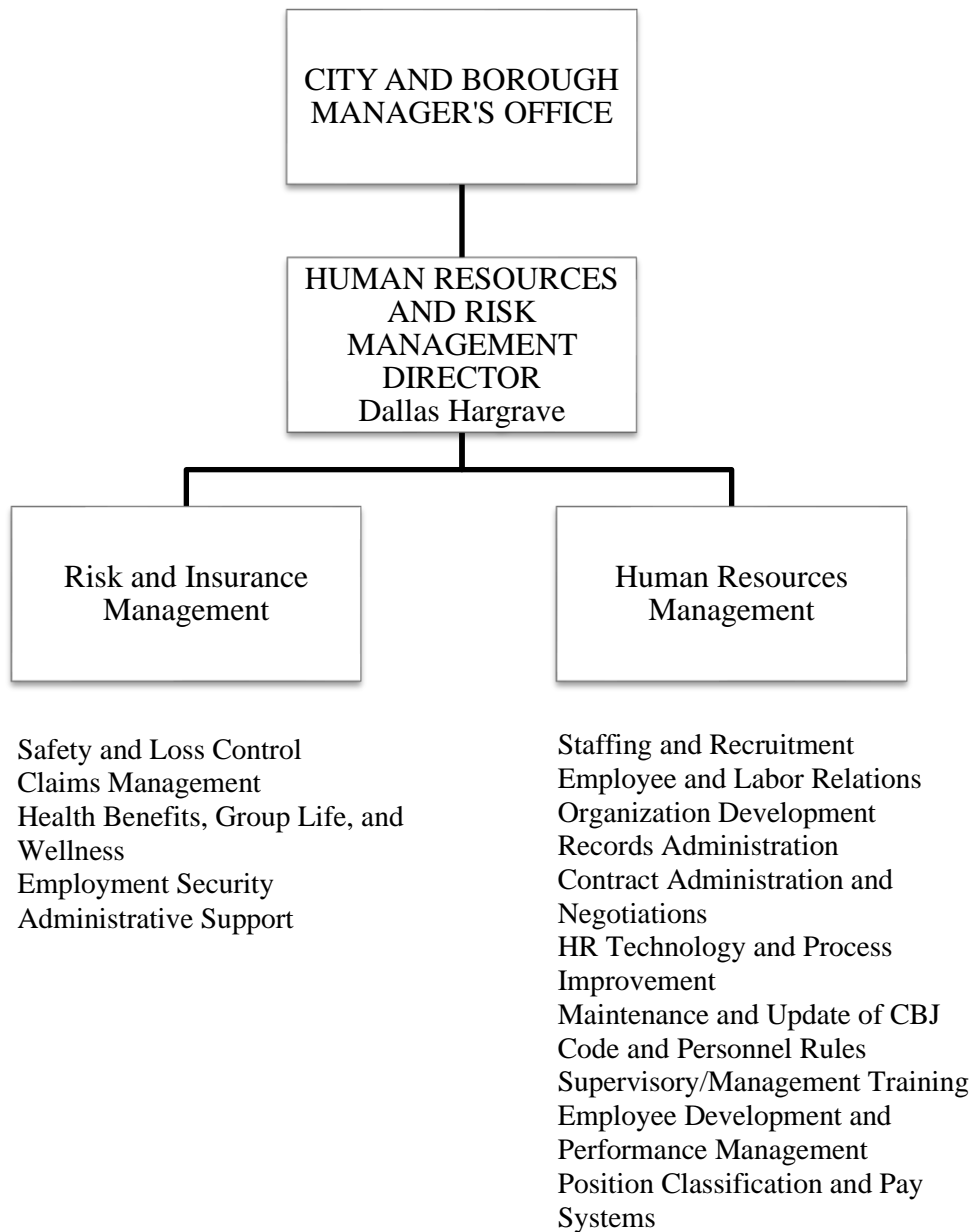 CITY AND BOROUGH
MANAGER'S OFFICE
HUMAN RESOURCES
AND RISK
MANAGEMENT
DIRECTOR
Dallas Hargrave
Risk and Insurance
Management
Human Resources
Management
Safety and Loss Control
Claims Management
Health Benefits, Group Life, and
Wellness
Employment Security
Administrative Support
Staffing and Recruitment
Employee and Labor Relations
Organization Development
Records Administration
Contract Administration and
Negotiations
HR Technology and Process
Improvement
Maintenance and Update of CBJ
Code and Personnel Rules
Supervisory/Management Training
Employee Development and
Performance Management
Position Classification and Pay
Systems